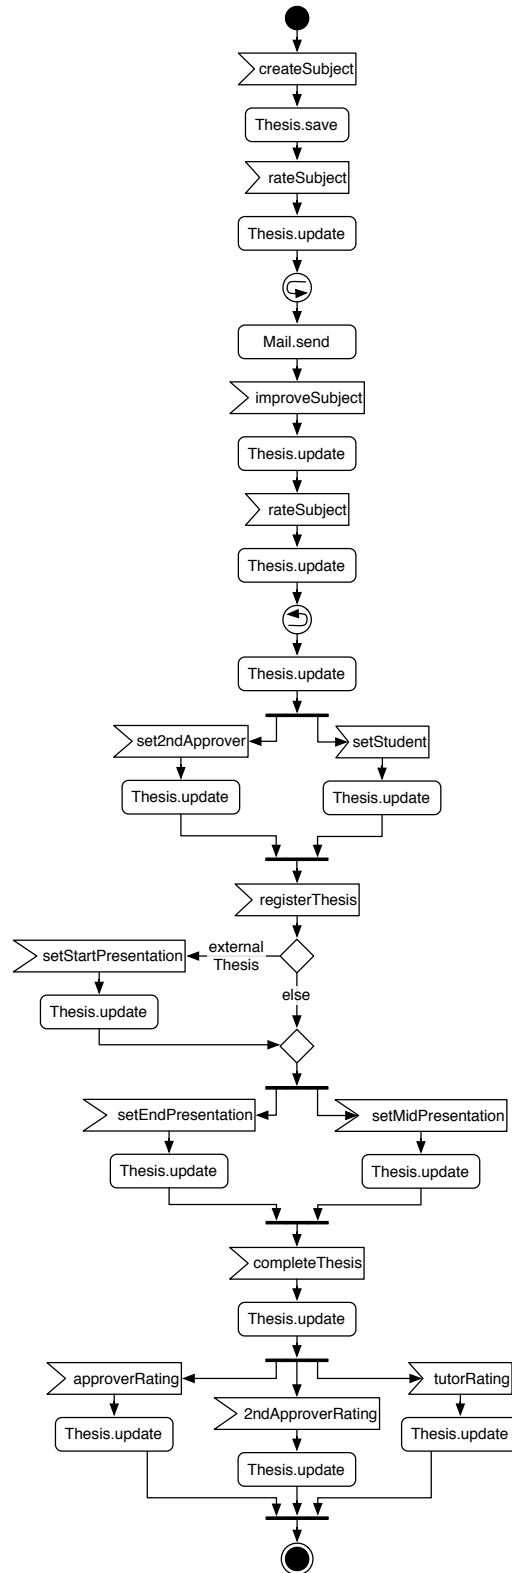 createSubject
Thesis.save
rateSubject
Thesis.update
Mail.send
improveSubject
Thesis.update
rateSubject
Thesis.update
Thesis.update
set2ndApprover
setStudent
Thesis.update
Thesis.update
registerThesis
setStartPresentation
external
Thesis
else
Thesis.update
setEndPresentation
setMidPresentation
Thesis.update
Thesis.update
completeThesis
Thesis.update
approverRating
2ndApproverRating
tutorRating
Thesis.update
Thesis.update
Thesis.update